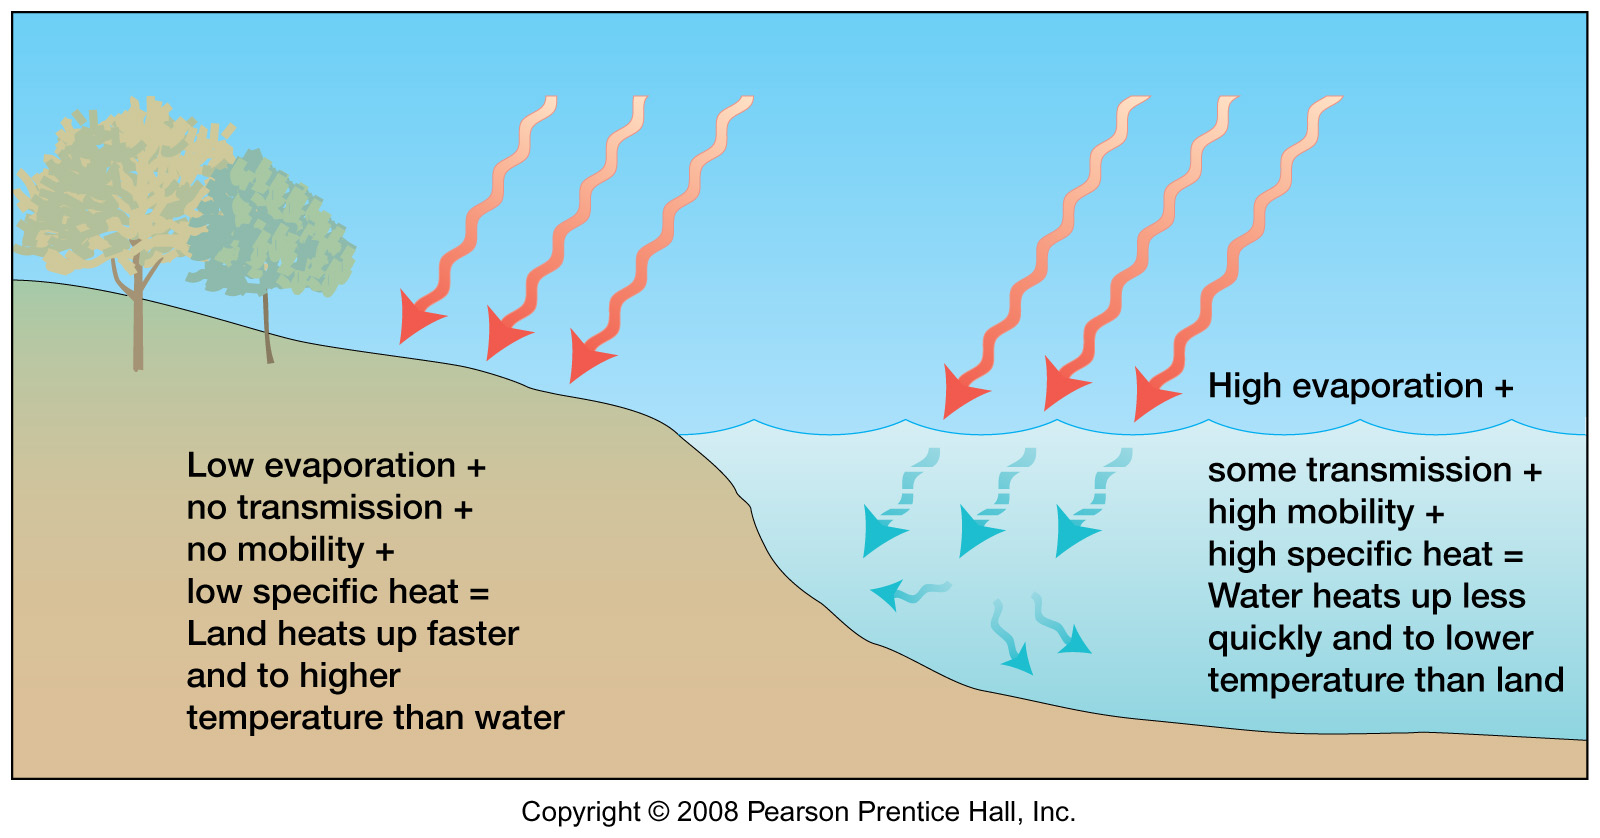 Low evaporation +
no transmission +
no mobility +
low specific heat =
Land heats up faster
and to higher
temperature than water
High evaporation +
some transmission +
high mobility +
high specific heat =
Water heats up less
quickly and to lower
temperature than land
Copyright © 2008 Pearson Prentice Hall, Inc.